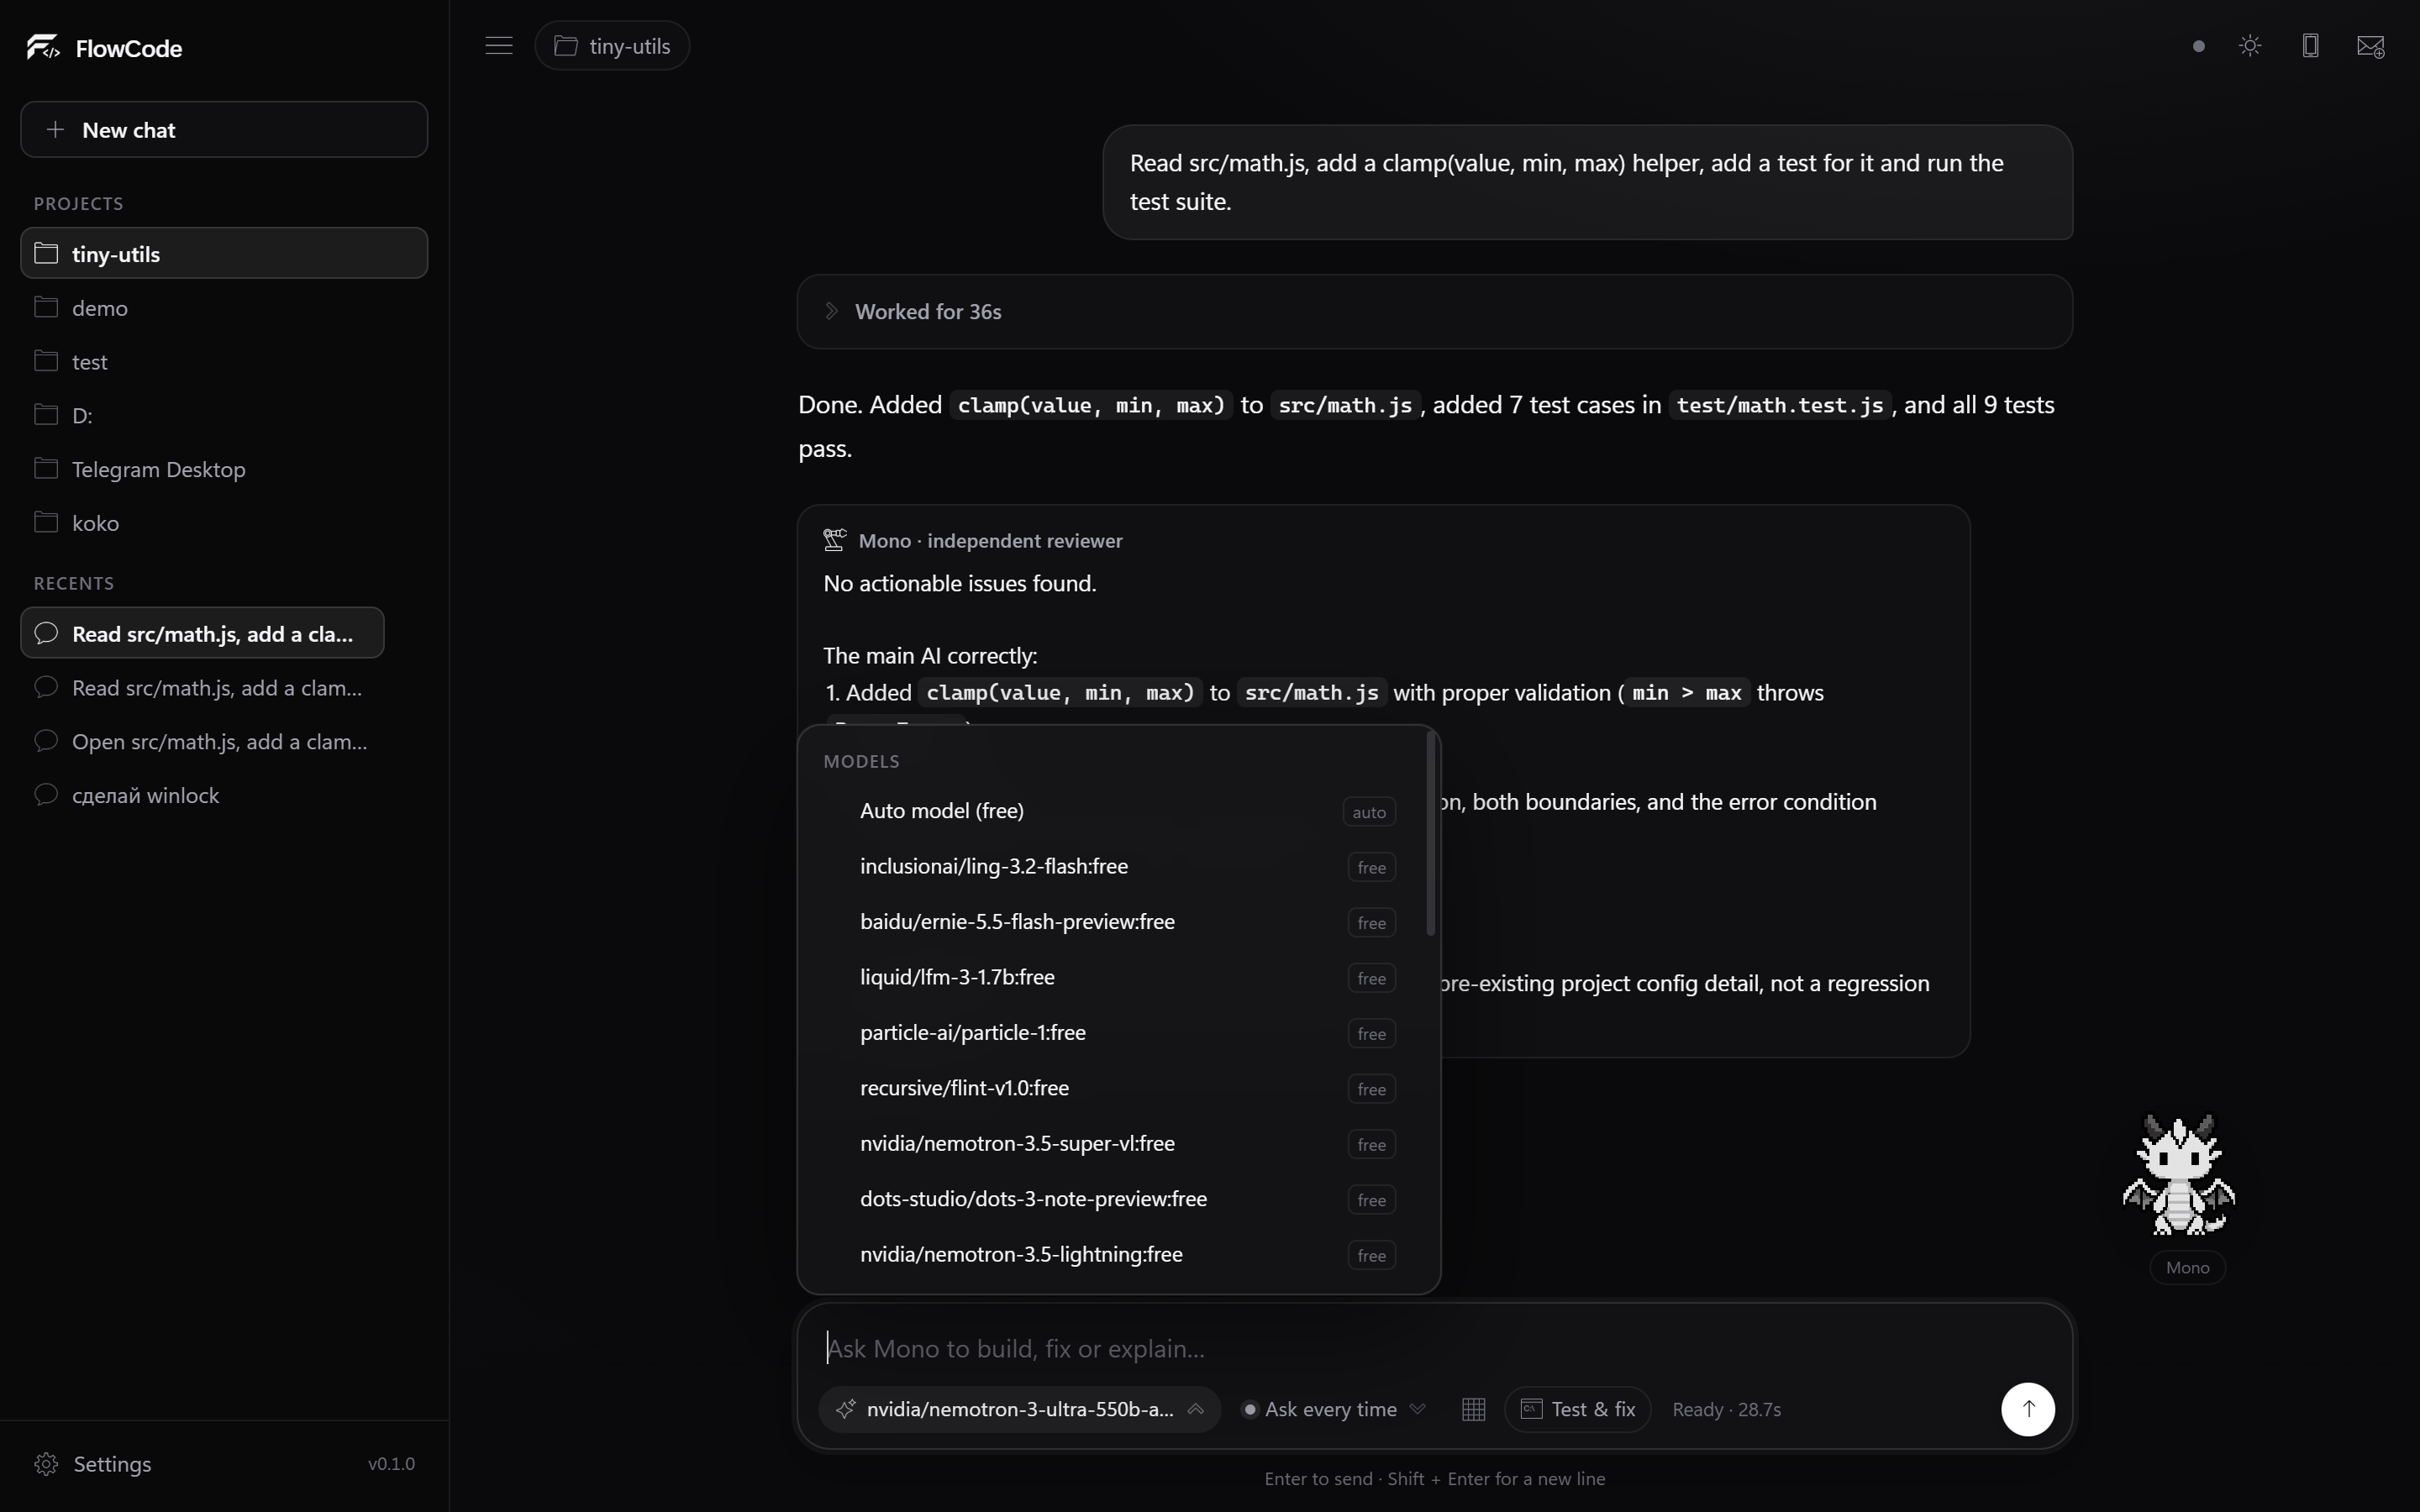 FlowCode
New chat
PROJECTS
tiny-utils
demo
test
D:
Telegram Desktop
koko
RECENTS
Read src/math.js, add a cla...
Read src/math.js, add a clam...
Open src/math.js, add a clam...
сделай winlock
Settings
v0.1.0
tiny-utils
Read src/math.js, add a clamp(value, min, max) helper, add a test for it and run the
test suite.
Worked for 36s
Done. Added clamp(value, min, max) to src/math.js, added 7 test cases in test/math.test.js, and all 9 tests
pass.
Mono · independent reviewer
No actionable issues found.
The main AI correctly:
1. Added clamp(value, min, max) to src/math.js with proper validation (min > max throws
on, both boundaries, and the error condition
pre-existing project config detail, not a regression
MODELS
Auto model (free) auto
inclusionai/ling-3.2-flash:free free
baidu/ernie-5.5-flash-preview:free free
liquid/lfm-3-1.7b:free free
particle-ai/particle-1:free free
recursive/flint-v1.0:free free
nvidia/nemotron-3.5-super-vl:free free
dots-studio/dots-3-note-preview:free free
nvidia/nemotron-3.5-lightning:free free
Mono
Ask Mono to build, fix or explain...
nvidia/nemotron-3-ultra-550b-a... Ask every time Test & fix Ready · 28.7s
Enter to send · Shift + Enter for a new line